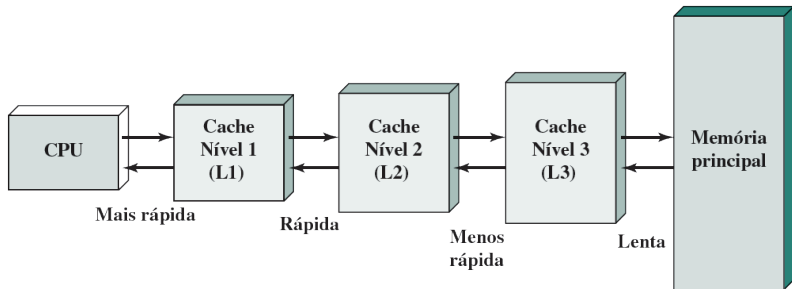 CPU
Cache
Nível 1
(L1)
Cache
Nível 2
(L2)
Cache
Nível 3
(L3)
Memória
principal
Mais rápida
Rápida
Menos
rápida
Lenta